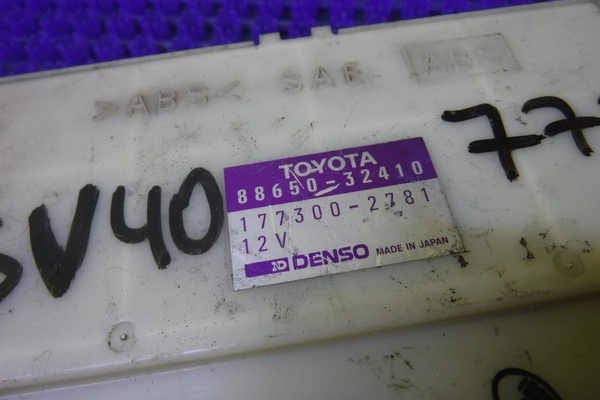 >ABS< SAE ABS
77
SV40
TOYOTA
88650-32410
177300-2781
12V
DENSO MADE IN JAPAN